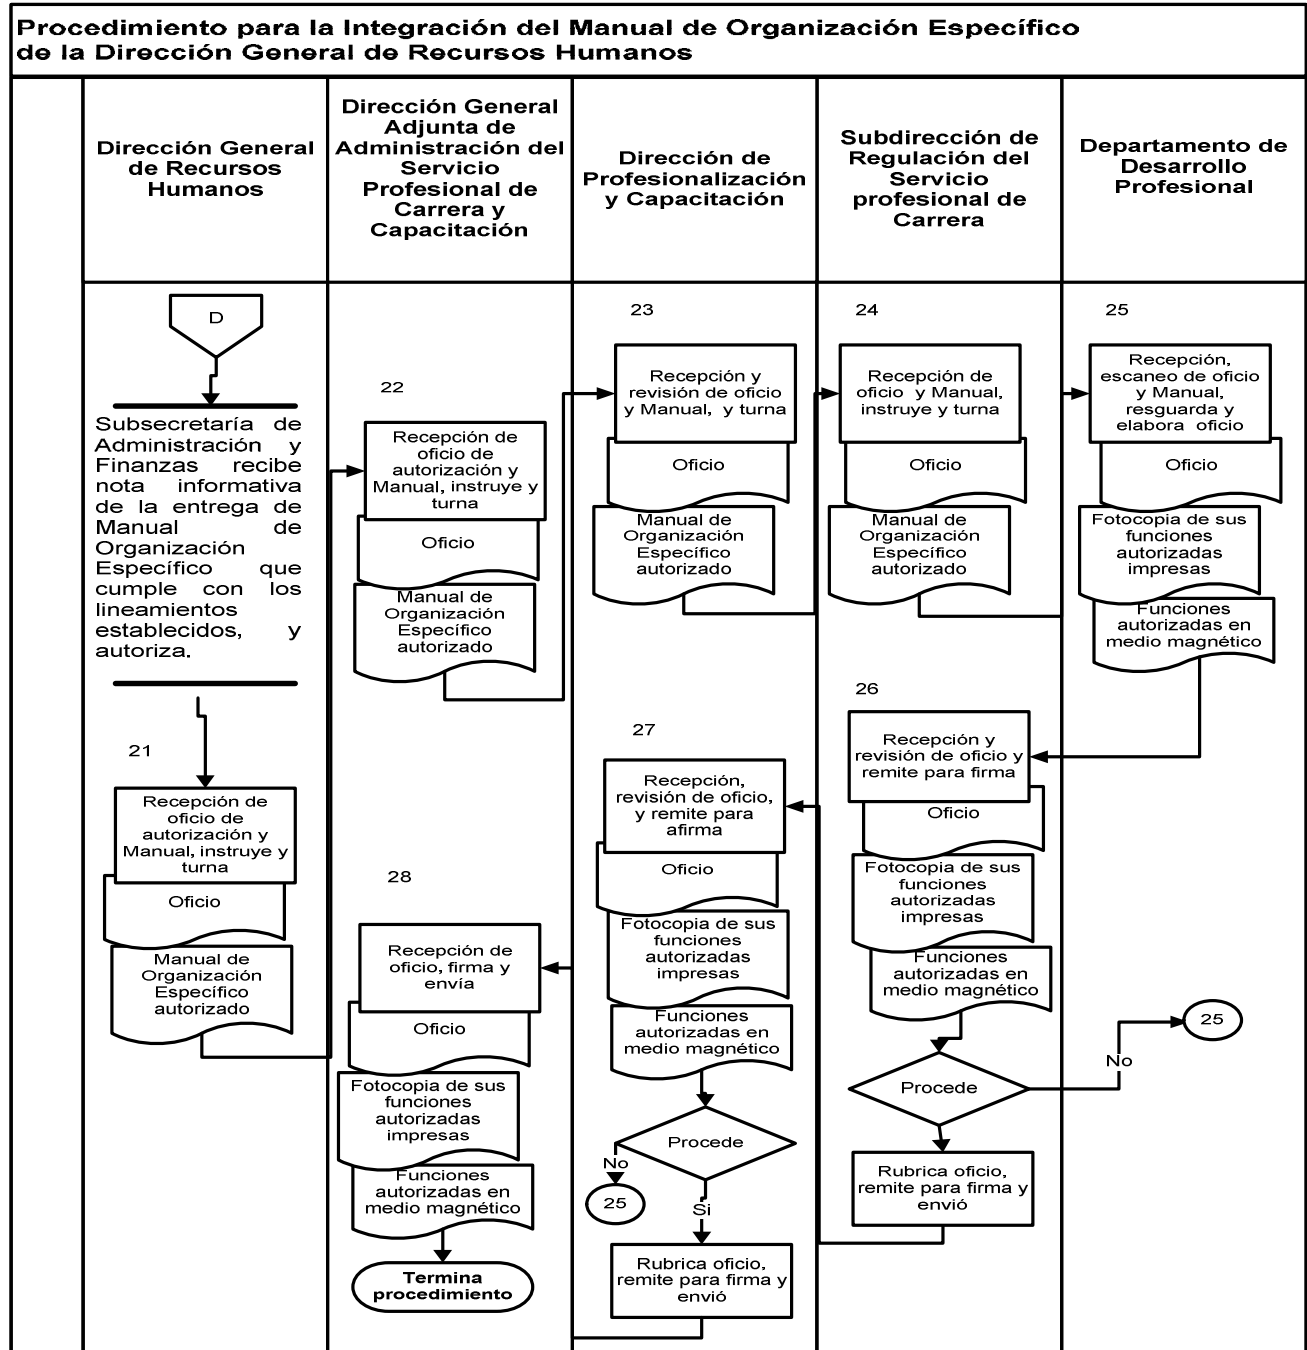 Procedimiento para la Integración del Manual de Organización Específico
de la Dirección General de Recursos Humanos
Dirección General
de Recursos
Humanos
Dirección General
Adjunta de
Administración del
Servicio
Profesional de
Carrera y
Capacitación
Dirección de
Profesionalización
y Capacitación
Subdirección de
Regulación del
Servicio
profesional de
Carrera
Departamento de
Desarrollo
Profesional
D
Subsecretaría de
Administración y
Finanzas recibe
nota informativa
de la entrega de
Manual de
Organización
Específico que
cumple con los
lineamientos
establecidos, y
autoriza.
21
Recepción de
oficio de
autorización y
Manual, instruye y
turna
Oficio
Manual de
Organización
Específico
autorizado
22
Recepción de
oficio de
autorización y
Manual, instruye y
turna
Oficio
Manual de
Organización
Específico
autorizado
23
Recepción y
revisión de oficio
y Manual, y turna
Oficio
Manual de
Organización
Específico
autorizado
24
Recepción de
oficio y Manual,
instruye y turna
Oficio
Manual de
Organización
Específico
autorizado
25
Recepción,
escaneo de oficio
y Manual,
resguarda y
elabora oficio
Oficio
Fotocopia de sus
funciones
autorizadas
impresas
Funciones
autorizadas en
medio magnético
26
Recepción y
revisión de oficio y
remite para firma
Oficio
Fotocopia de sus
funciones
autorizadas
impresas
Funciones
autorizadas en
medio magnético
Procede
No
25
Rubrica oficio,
remite para firma y
envió
27
Recepción,
revisión de oficio,
y remite para
afirma
Oficio
Fotocopia de sus
funciones
autorizadas
impresas
Funciones
autorizadas en
medio magnético
Procede
No
25
Si
Rubrica oficio,
remite para firma y
envió
28
Recepción de
oficio, firma y
envía
Oficio
Fotocopia de sus
funciones
autorizadas
impresas
Funciones
autorizadas en
medio magnético
Termina
procedimiento